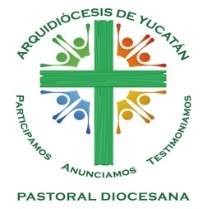 ARQUIDIÓCESIS DE YUCATÁN
PARTICIPAMOS
ANUNCIAMOS
TESTIMONIAMOS
PASTORAL DIOCESANA